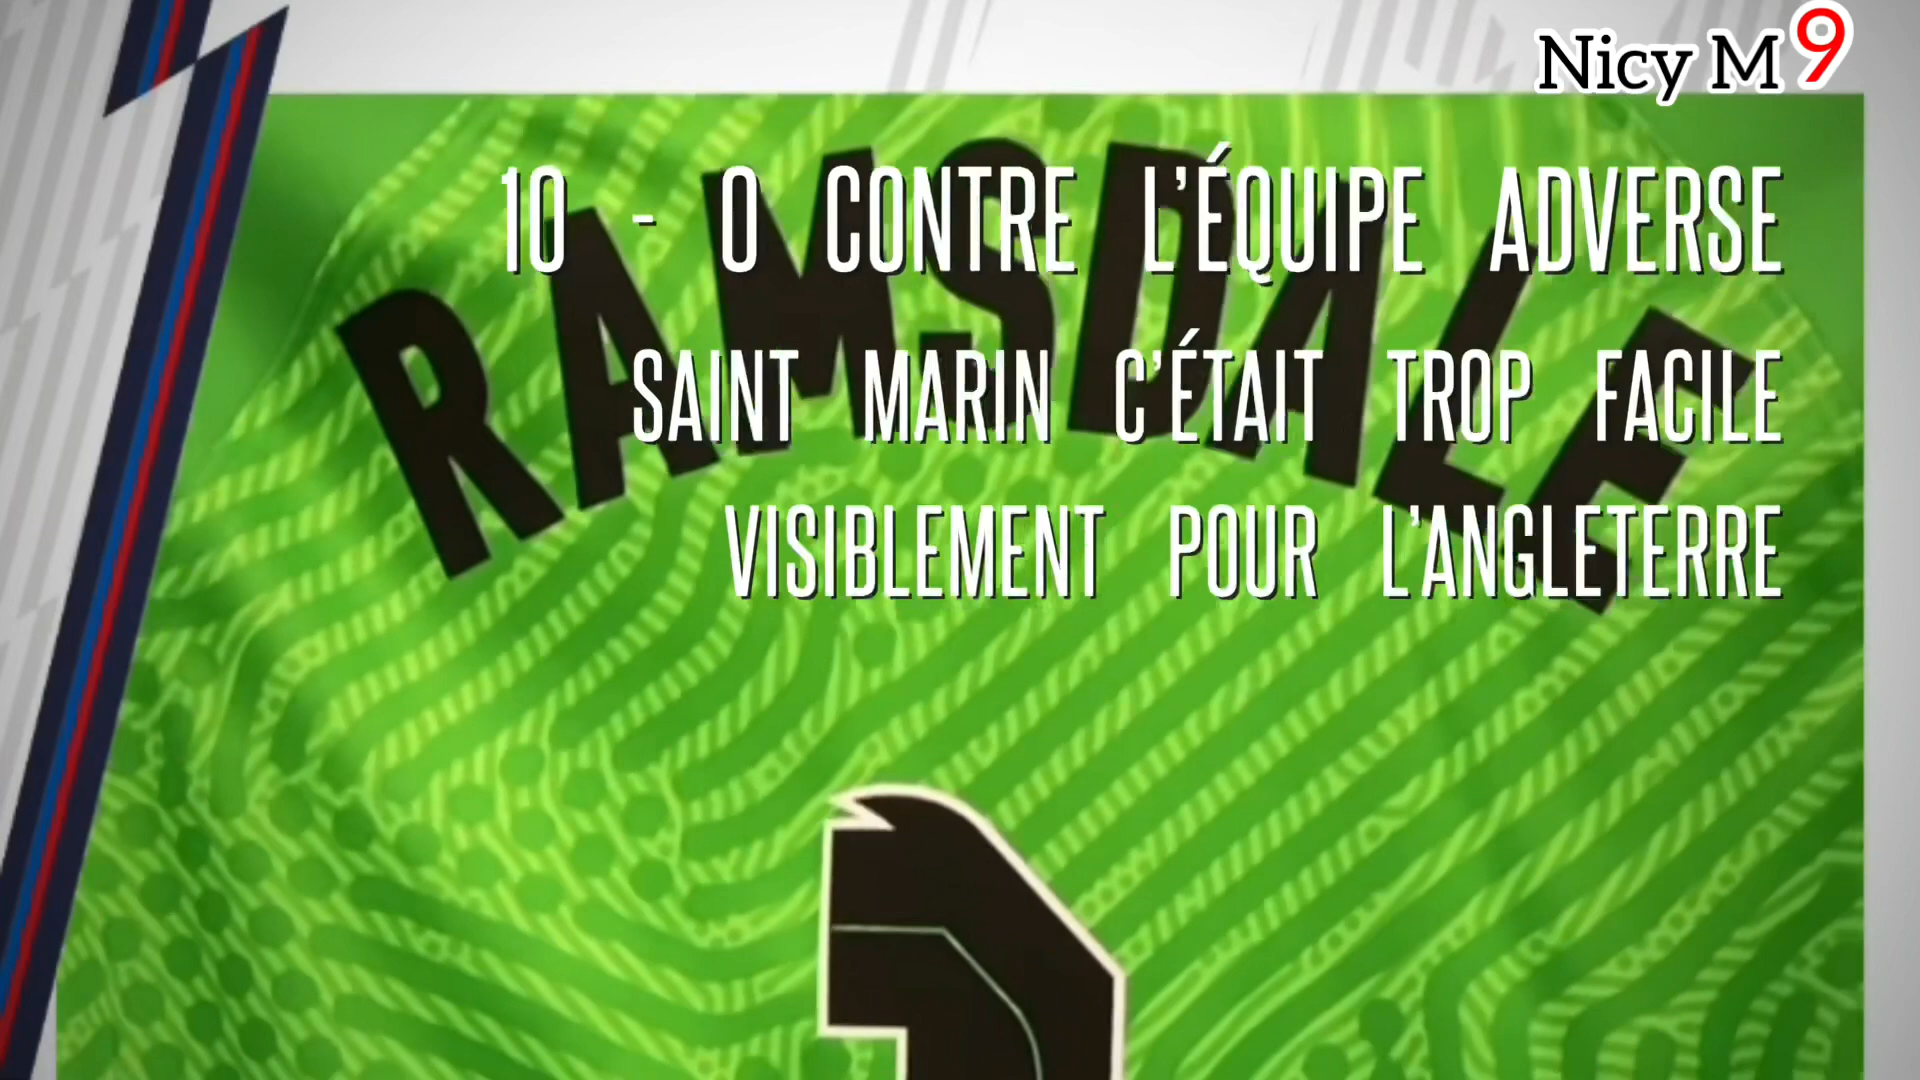 Nicy M9
10 - 0 CONTRE L'ÉQUIPE ADVERSE
SAINT MARIN C'ÉTAIT TROP FACILE
VISIBLEMENT POUR L'ANGLETERRE
RAMSDALE